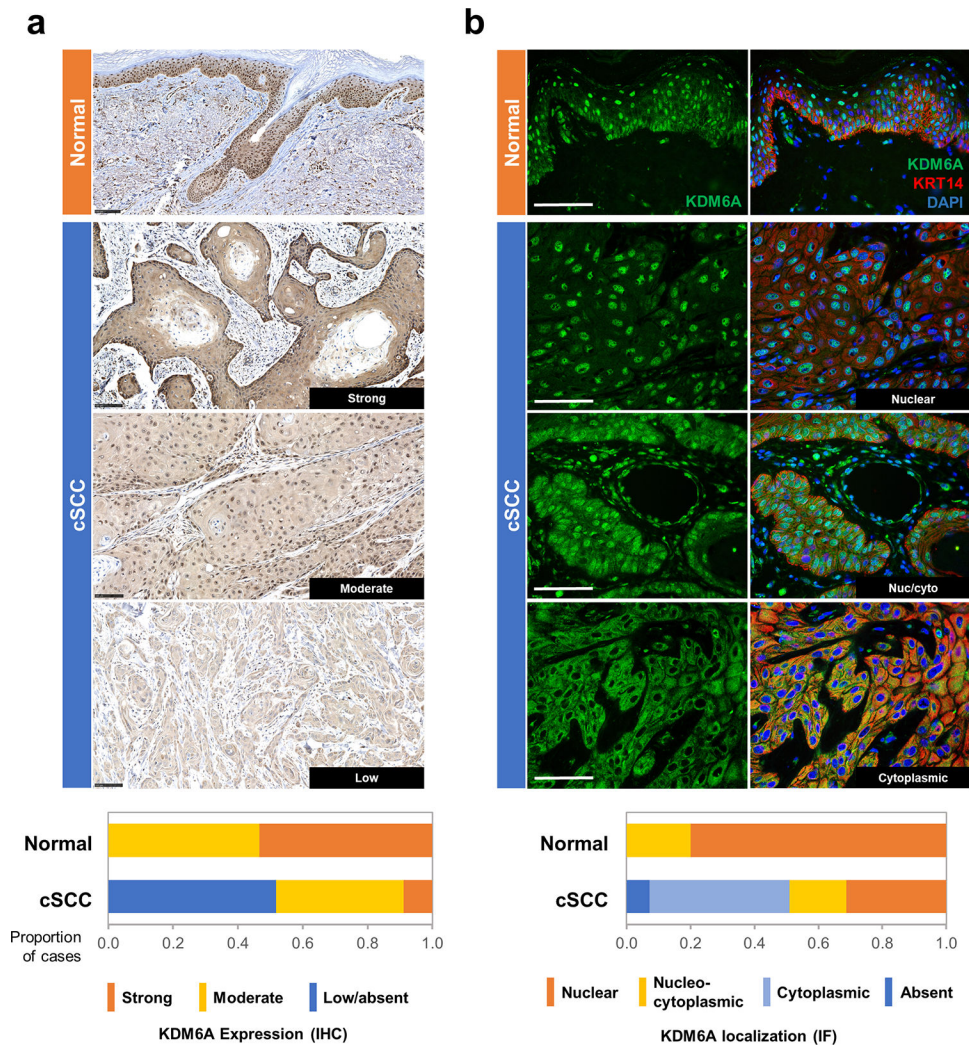 a
Normal
cSCC
Strong
Moderate
Low
Normal
cSCC
Proportion
of cases
0.0 0.2 0.4 0.6 0.8 1.0
Strong Moderate Low/absent
KDM6A Expression (IHC)
b
Normal
KDM6A
KDM6A
KRT14
DAPI
cSCC
Nuclear
Nuc/cyto
Cytoplasmic
Normal
cSCC
0.0 0.2 0.4 0.6 0.8 1.0
Nuclear Nucleo-
cytoplasmic Cytoplasmic Absent
KDM6A localization (IF)